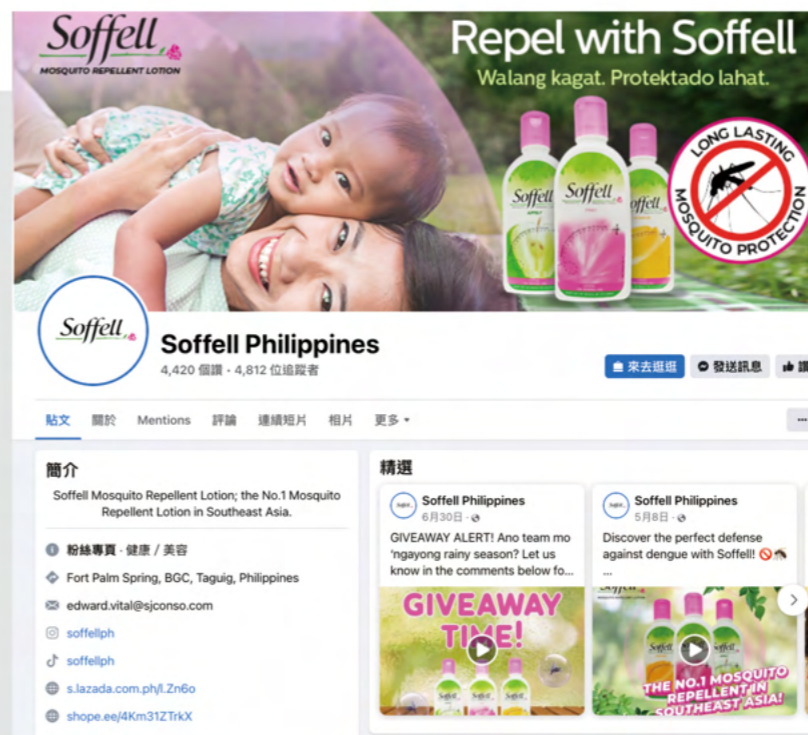 Soffell
MOSQUITO REPELLENT LOTION
Repel with Soffell
Walang kagat. Protektado lahat.
LONG LASTING
MOSQUITO PROTECTION
Soffell
Soffell
Soffell
Soffell
Soffell Philippines
4,420 個讚・4,812 位追蹤者
來去逛逛
發送訊息
讚
貼文
關於
Mentions
評論
連續短片
相片
更多
簡介
Soffell Mosquito Repellent Lotion; the No.1 Mosquito
Repellent Lotion in Southeast Asia.
粉絲專頁 · 健康 / 美容
Fort Palm Spring, BGC, Taguig, Philippines
edward.vital@sjconso.com
soffellph
soffellph
s.lazada.com.ph/l.Zn6o
shope.ee/4Km31ZTrkX
精選
Soffell Philippines
6月30日 ·
GIVEAWAY ALERT! Ano team mo
'ngayong rainy season? Let us
know in the comments below fo...
GIVEAWAY
TIME!
Soffell
Soffell
Soffell
Soffell Philippines
5月8日 ·
Discover the perfect defense
against dengue with Soffell! 🚫🦟
...
Soffell
Soffell
Soffell
THE NO.1 MOSQUITO
REPELLENT IN
SOUTHEAST ASIA!